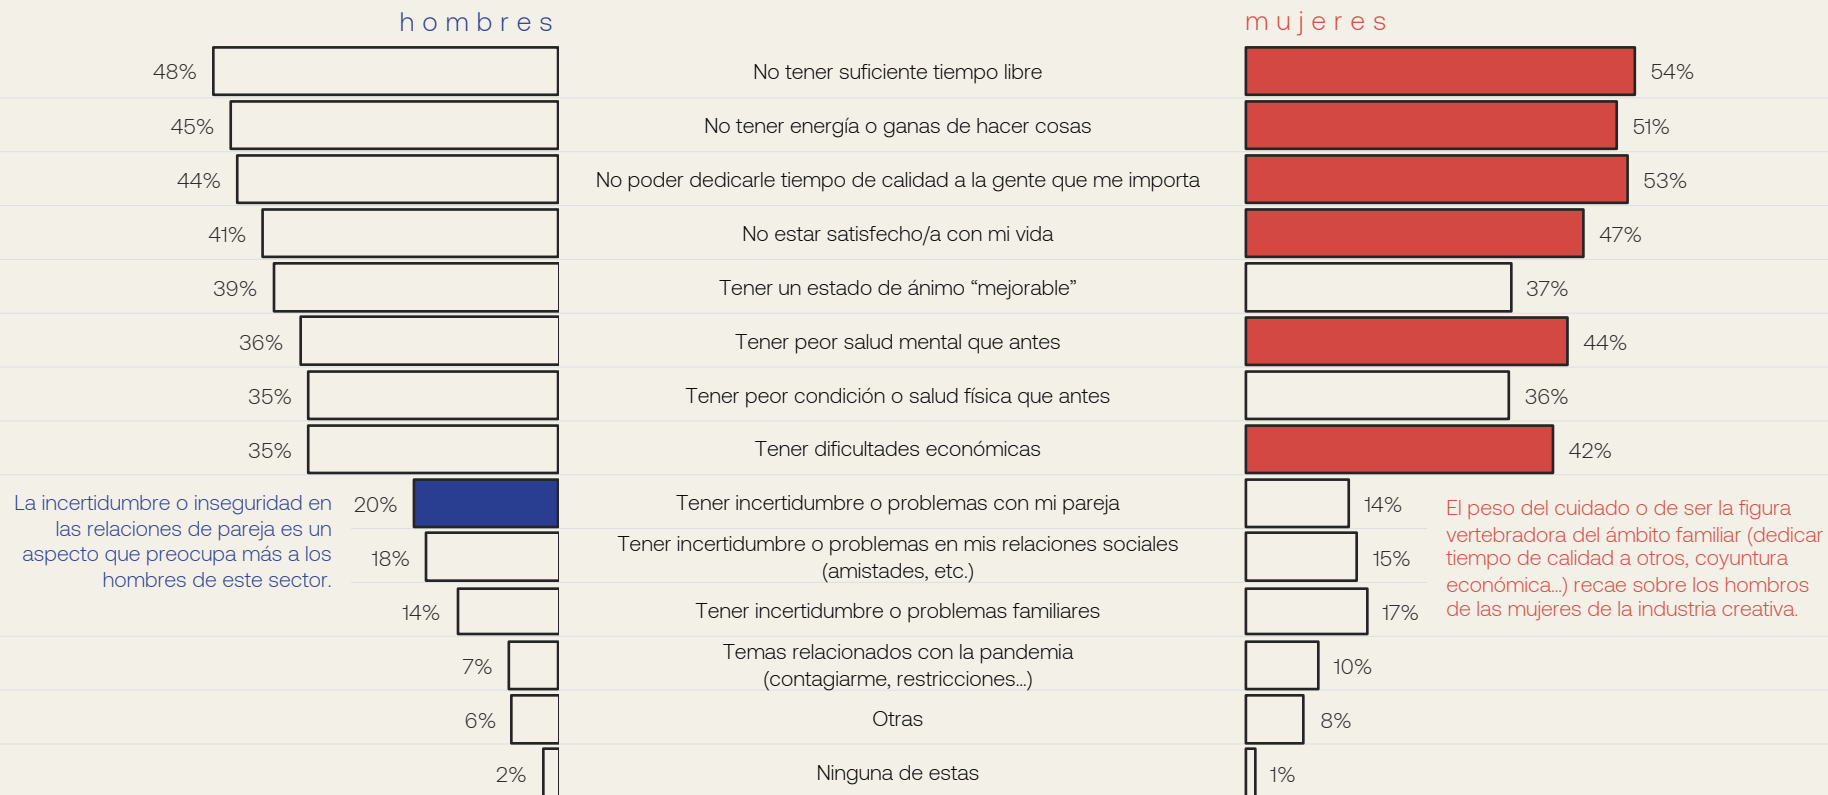 hombres
mujeres
48%
No tener suficiente tiempo libre
54%
45%
No tener energía o ganas de hacer cosas
51%
44%
No poder dedicarle tiempo de calidad a la gente que me importa
53%
41%
No estar satisfecho/a con mi vida
47%
39%
Tener un estado de ánimo “mejorable”
37%
36%
Tener peor salud mental que antes
44%
35%
Tener peor condición o salud física que antes
36%
35%
Tener dificultades económicas
42%
La incertidumbre o inseguridad en
las relaciones de pareja es un
aspecto que preocupa más a los
hombres de este sector.
20%
Tener incertidumbre o problemas con mi pareja
14%
18%
Tener incertidumbre o problemas en mis relaciones sociales
(amistades, etc.)
15%
14%
Tener incertidumbre o problemas familiares
17%
El peso del cuidado o de ser la figura
vertebradora del ámbito familiar (dedicar
tiempo de calidad a otros, coyuntura
económica...) recae sobre los hombros
de las mujeres de la industria creativa.
7%
Temas relacionados con la pandemia
(contagiarme, restricciones...)
10%
6%
Otras
8%
2%
Ninguna de estas
1%